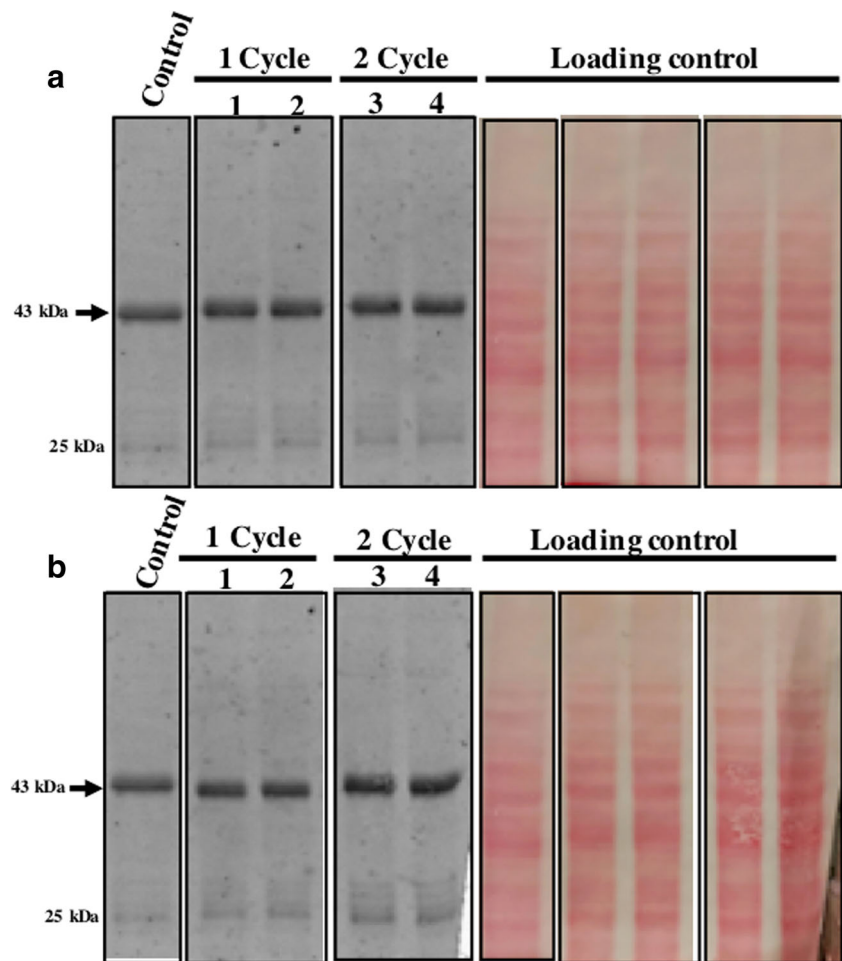 a
Control
1 Cycle
2 Cycle
Loading control
1 2
3 4
43 kDa
25 kDa
b
Control
1 Cycle
2 Cycle
Loading control
1 2
3 4
43 kDa
25 kDa